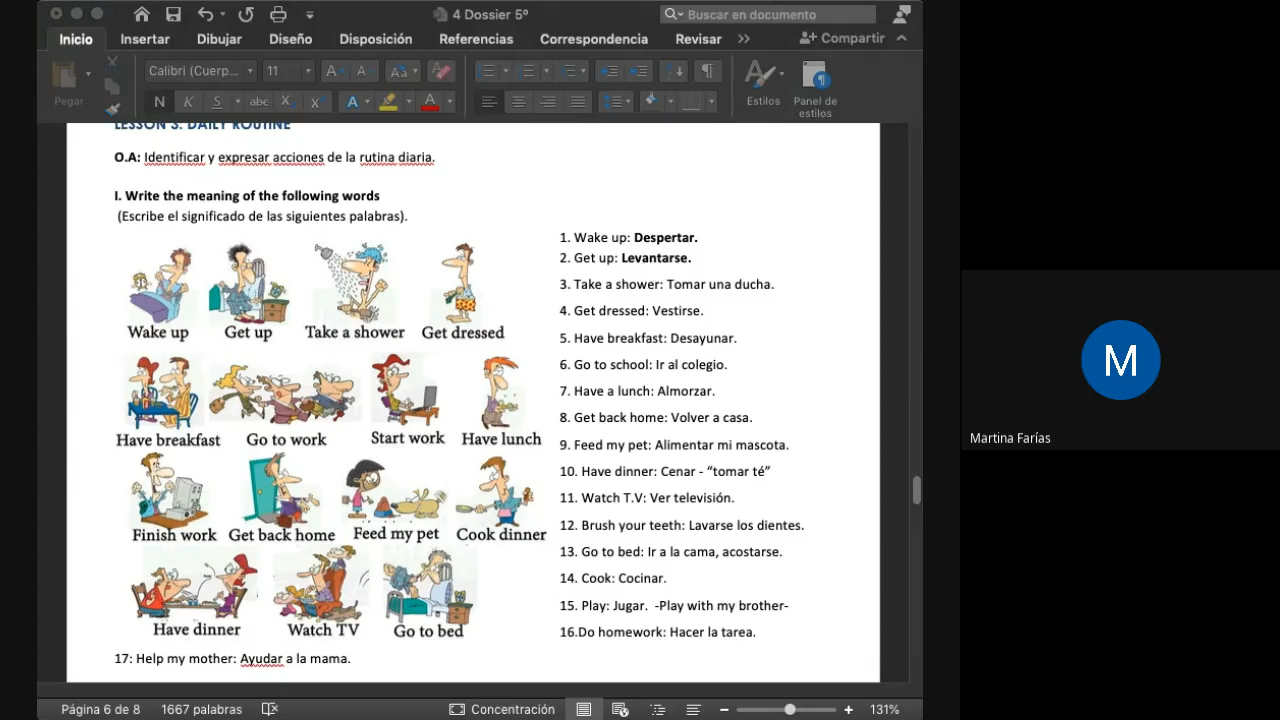 4 Dossier 5º
Buscar en documento
Inicio Insertar Dibujar Diseño Disposición Referencias Correspondencia Revisar Compartir
Pegar
Calibri (Cuerp... 11
N K S abc X X A A
Estilos
Panel de
estilos
LESSON 3. DAILY ROUTINE
O.A: Identificar y expresar acciones de la rutina diaria.
I. Write the meaning of the following words
(Escribe el significado de las siguientes palabras).
Wake up Get up Take a shower Get dressed
Have breakfast Go to work Start work Have lunch
Finish work Get back home Feed my pet Cook dinner
Have dinner Watch TV Go to bed
1. Wake up: Despertar.
2. Get up: Levantarse.
3. Take a shower: Tomar una ducha.
4. Get dressed: Vestirse.
5. Have breakfast: Desayunar.
6. Go to school: Ir al colegio.
7. Have a lunch: Almorzar.
8. Get back home: Volver a casa.
9. Feed my pet: Alimentar mi mascota.
10. Have dinner: Cenar - “tomar té”
11. Watch T.V: Ver televisión.
12. Brush your teeth: Lavarse los dientes.
13. Go to bed: Ir a la cama, acostarse.
14. Cook: Cocinar.
15. Play: Jugar. -Play with my brother-
16.Do homework: Hacer la tarea.
17: Help my mother: Ayudar a la mama.
Página 6 de 8 1667 palabras Concentración 131%
M
Martina Farías